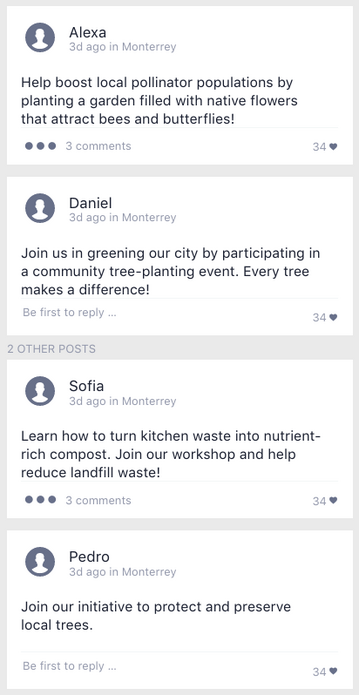 Alexa
3d ago in Monterrey
Help boost local pollinator populations by
planting a garden filled with native flowers
that attract bees and butterflies!
3 comments
34
Daniel
3d ago in Monterrey
Join us in greening our city by participating in
a community tree-planting event. Every tree
makes a difference!
Be first to reply ...
34
2 OTHER POSTS
Sofia
3d ago in Monterrey
Learn how to turn kitchen waste into nutrient-
rich compost. Join our workshop and help
reduce landfill waste!
3 comments
34
Pedro
3d ago in Monterrey
Join our initiative to protect and preserve
local trees.
Be first to reply ...
34